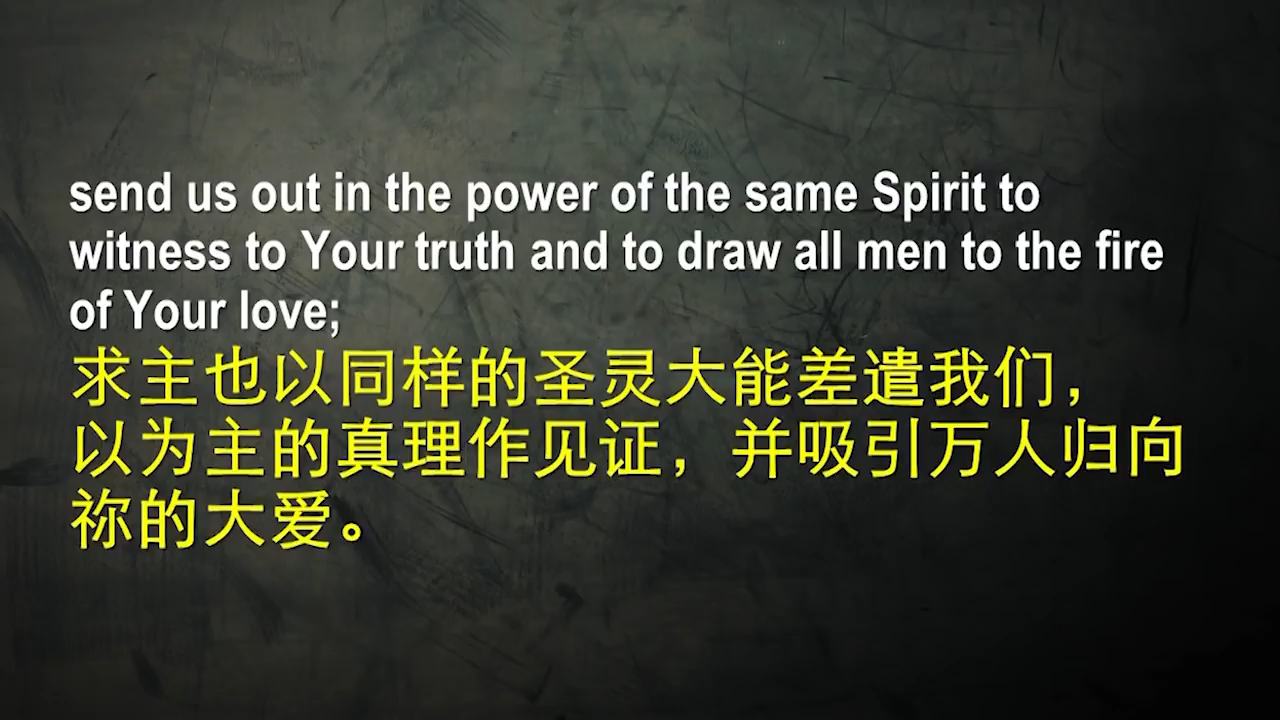 send us out in the power of the same Spirit to
witness to Your truth and to draw all men to the fire
of Your love;
求主也以同样的圣灵大能差遣我们，
以为主的真理作见证，并吸引万人归向
祢的大爱。